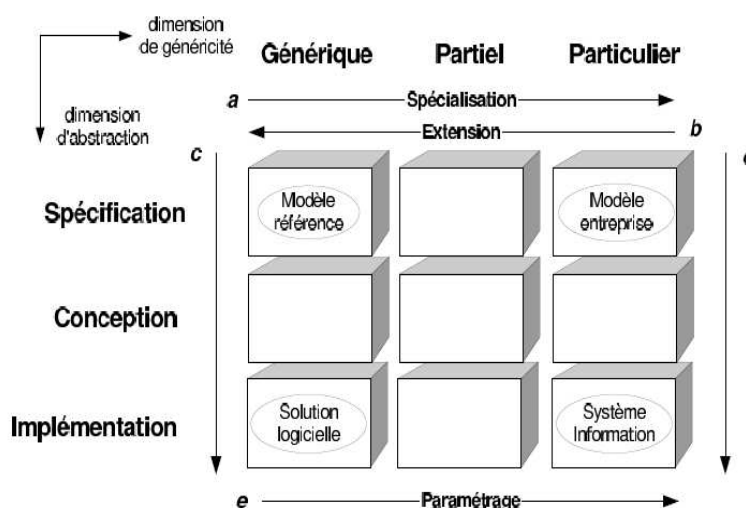 dimension
de généricité
Générique
Partiel
Particulier
dimension
d'abstraction
a
Spécialisation
Extension
b
c
Spécification
Modèle
référence
Modèle
entreprise
Conception
Implémentation
Solution
logicielle
Système
Information
e
Paramétrage